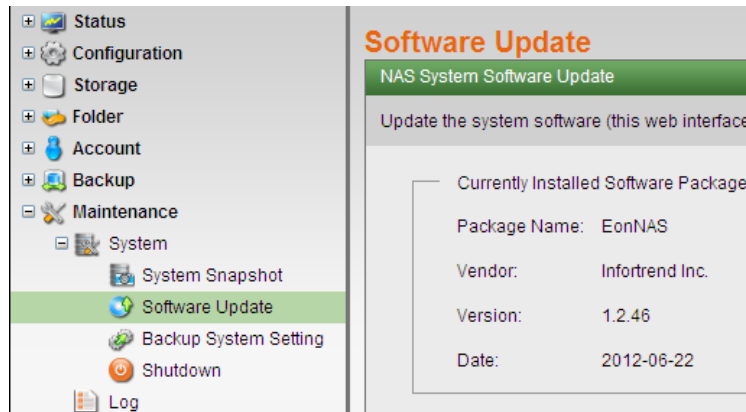 Status
Configuration
Storage
Folder
Account
Backup
Maintenance
System
System Snapshot
Software Update
Backup System Setting
Shutdown
Log
Software Update
NAS System Software Update
Update the system software (this web interface
Currently Installed Software Package
Package Name: EonNAS
Vendor: Infortrend Inc.
Version: 1.2.46
Date: 2012-06-22